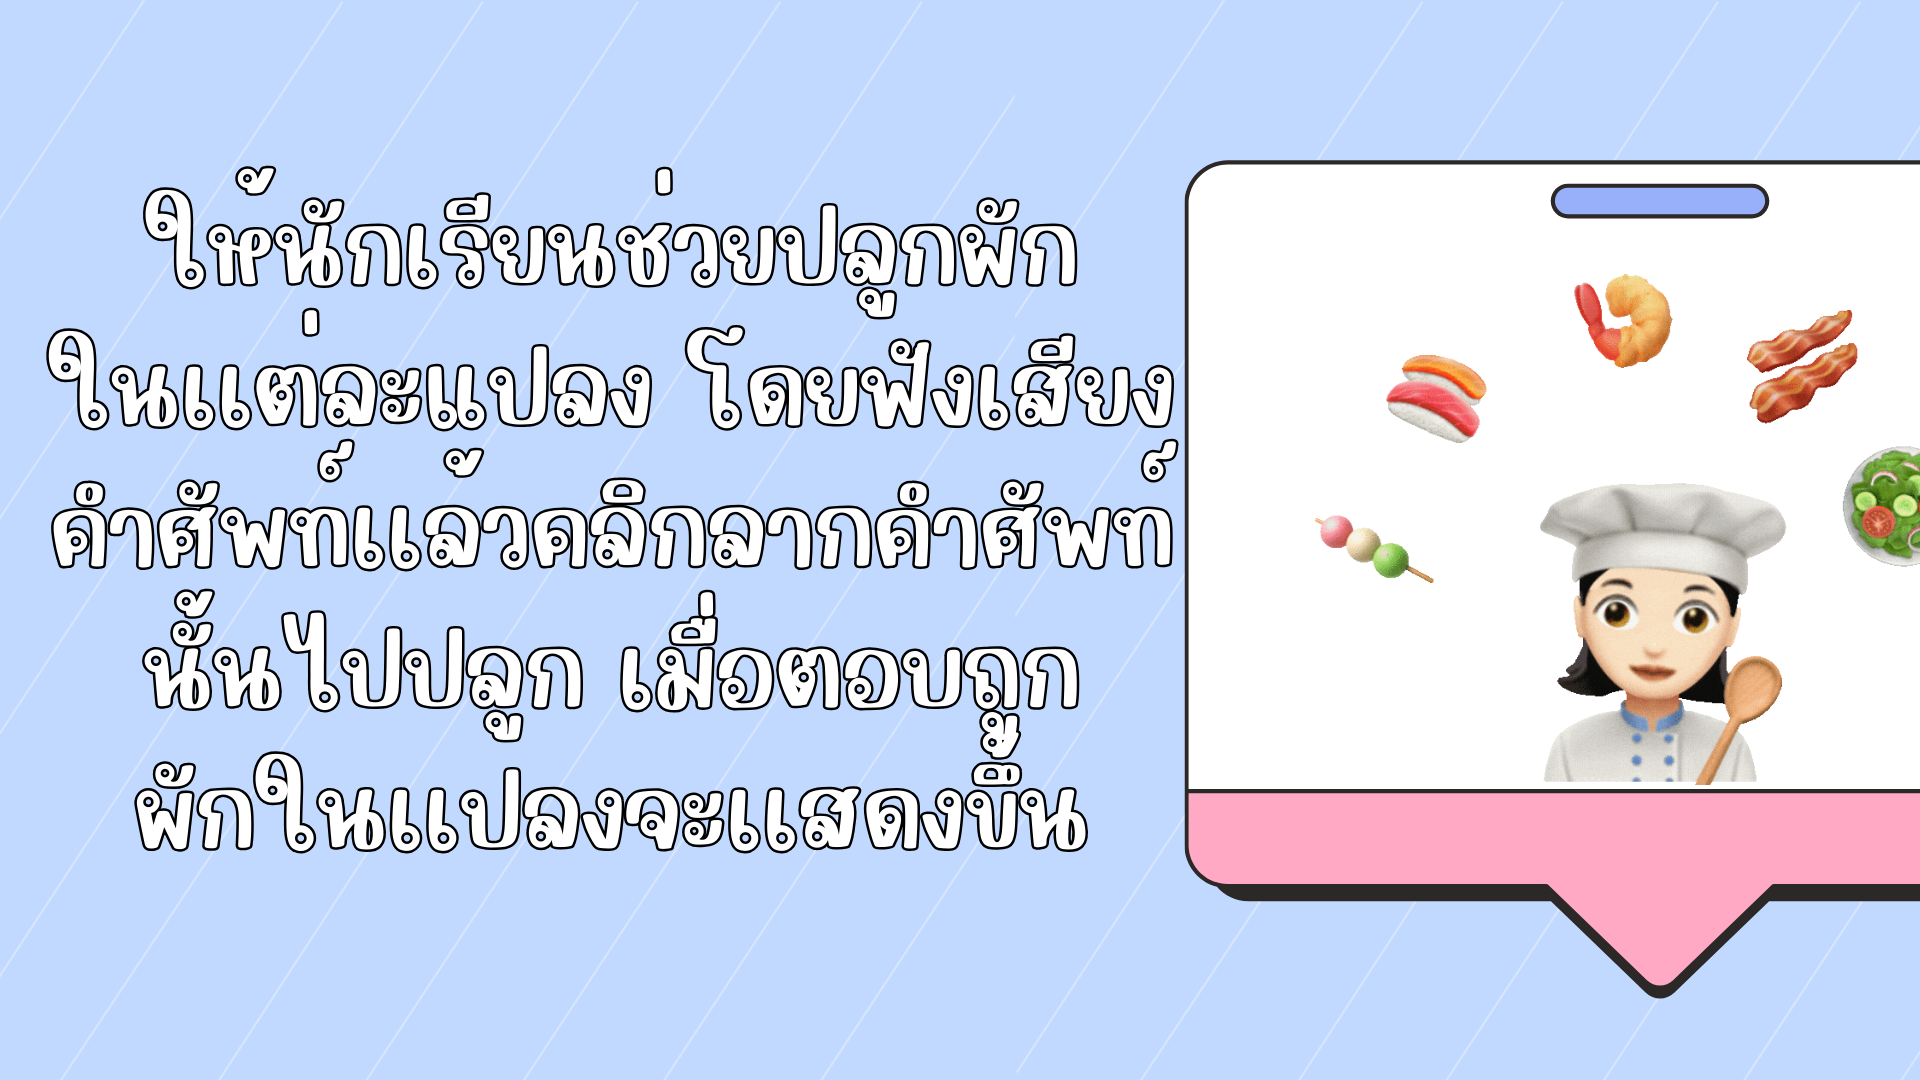 ให้นักเรียนช่วยปลูกผัก
ในแต่ละแปลง โดยฟังเสียง
คำศัพท์แล้วคลิกลากคำศัพท์
นั้นไปปลูก เมื่อตอบถูก
ผักในแปลงจะแสดงขึ้น